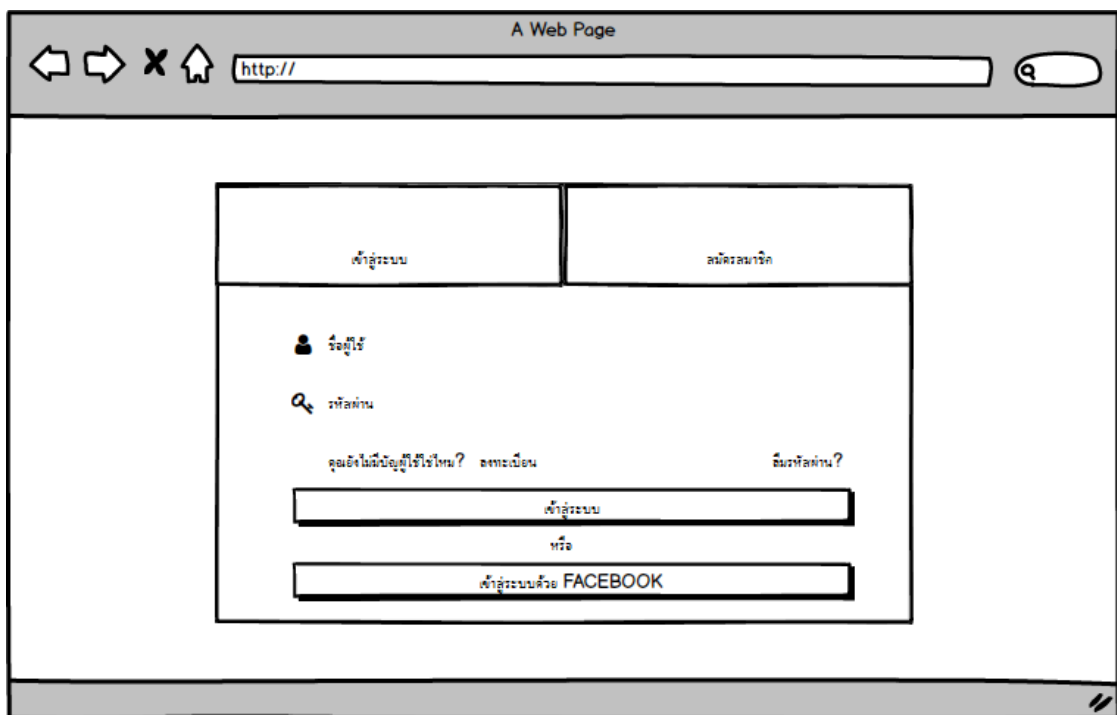 A Web Page
http://
เข้าสู่ระบบ
สมัครสมาชิก
ชื่อผู้ใช้
รหัสผ่าน
คุณยังไม่มีบัญผู้ใช้ใช่ไหม? ลงทะเบียน ลืมรหัสผ่าน?
เข้าสู่ระบบ
หรือ
เข้าสู่ระบบด้วย FACEBOOK